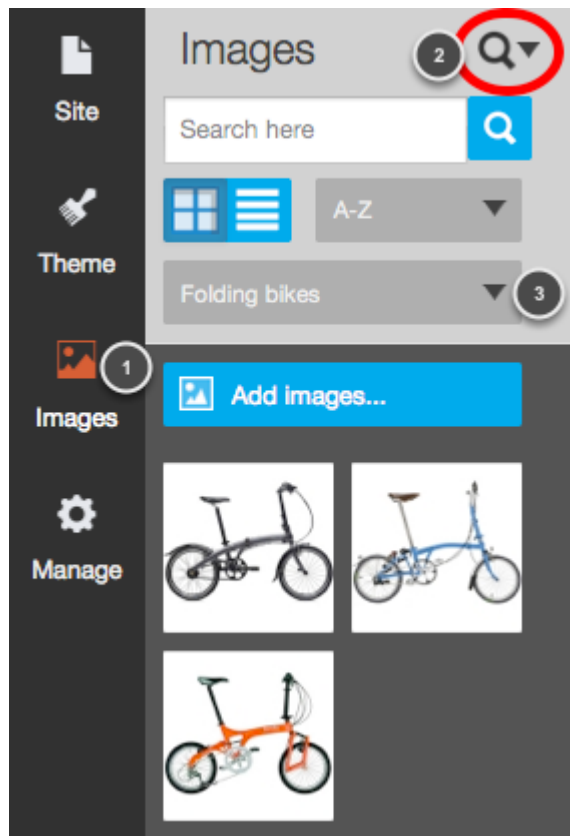 Site
Theme
1
Images
Manage
Images
2
Search here
A-Z
Folding bikes
3
Add images...